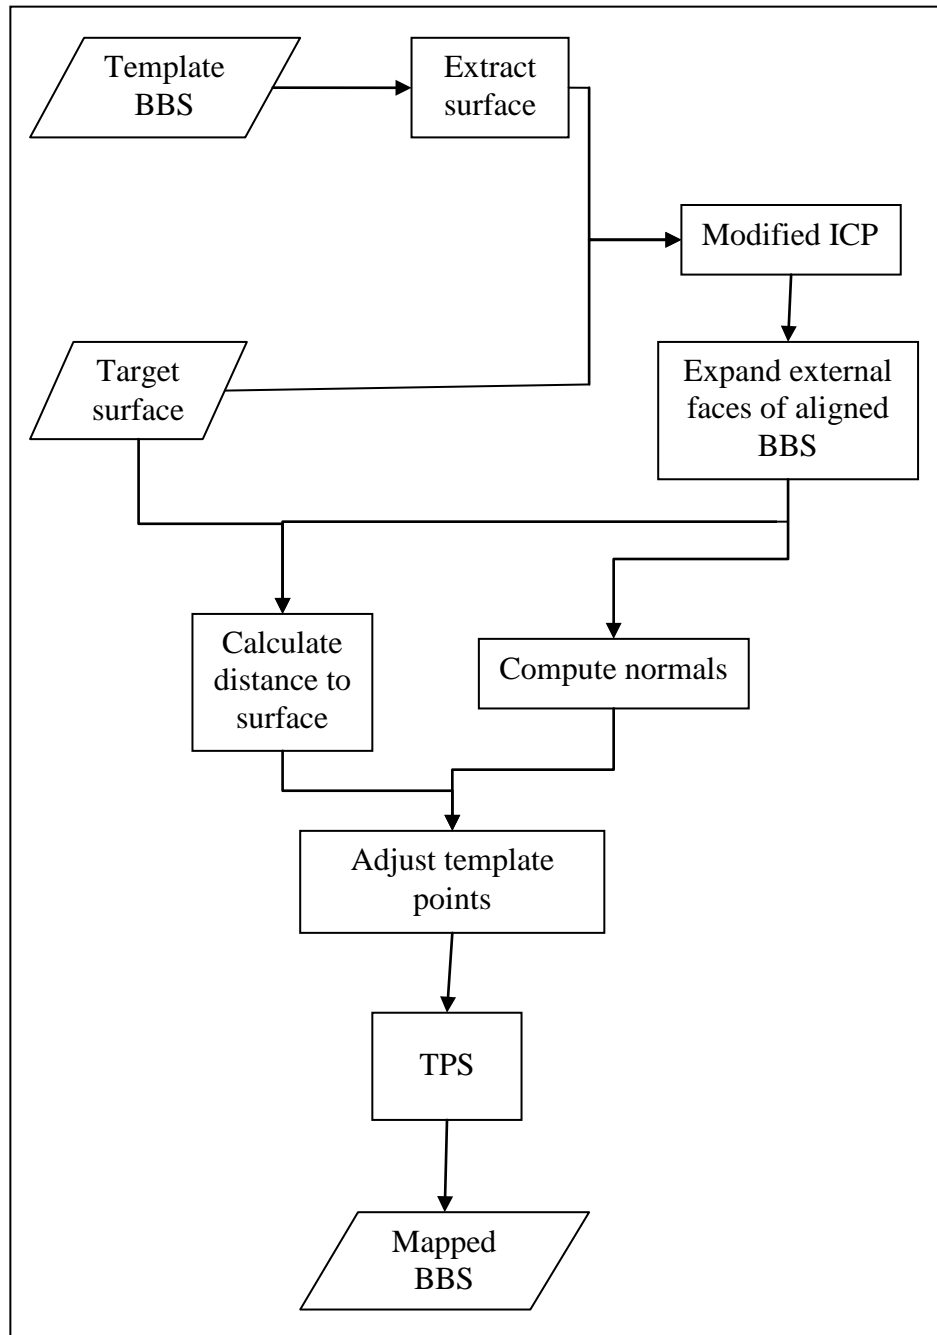 Template
BBS
Extract
surface
Modified ICP
Target
surface
Expand external
faces of aligned
BBS
Calculate
distance to
surface
Compute normals
Adjust template
points
TPS
Mapped
BBS